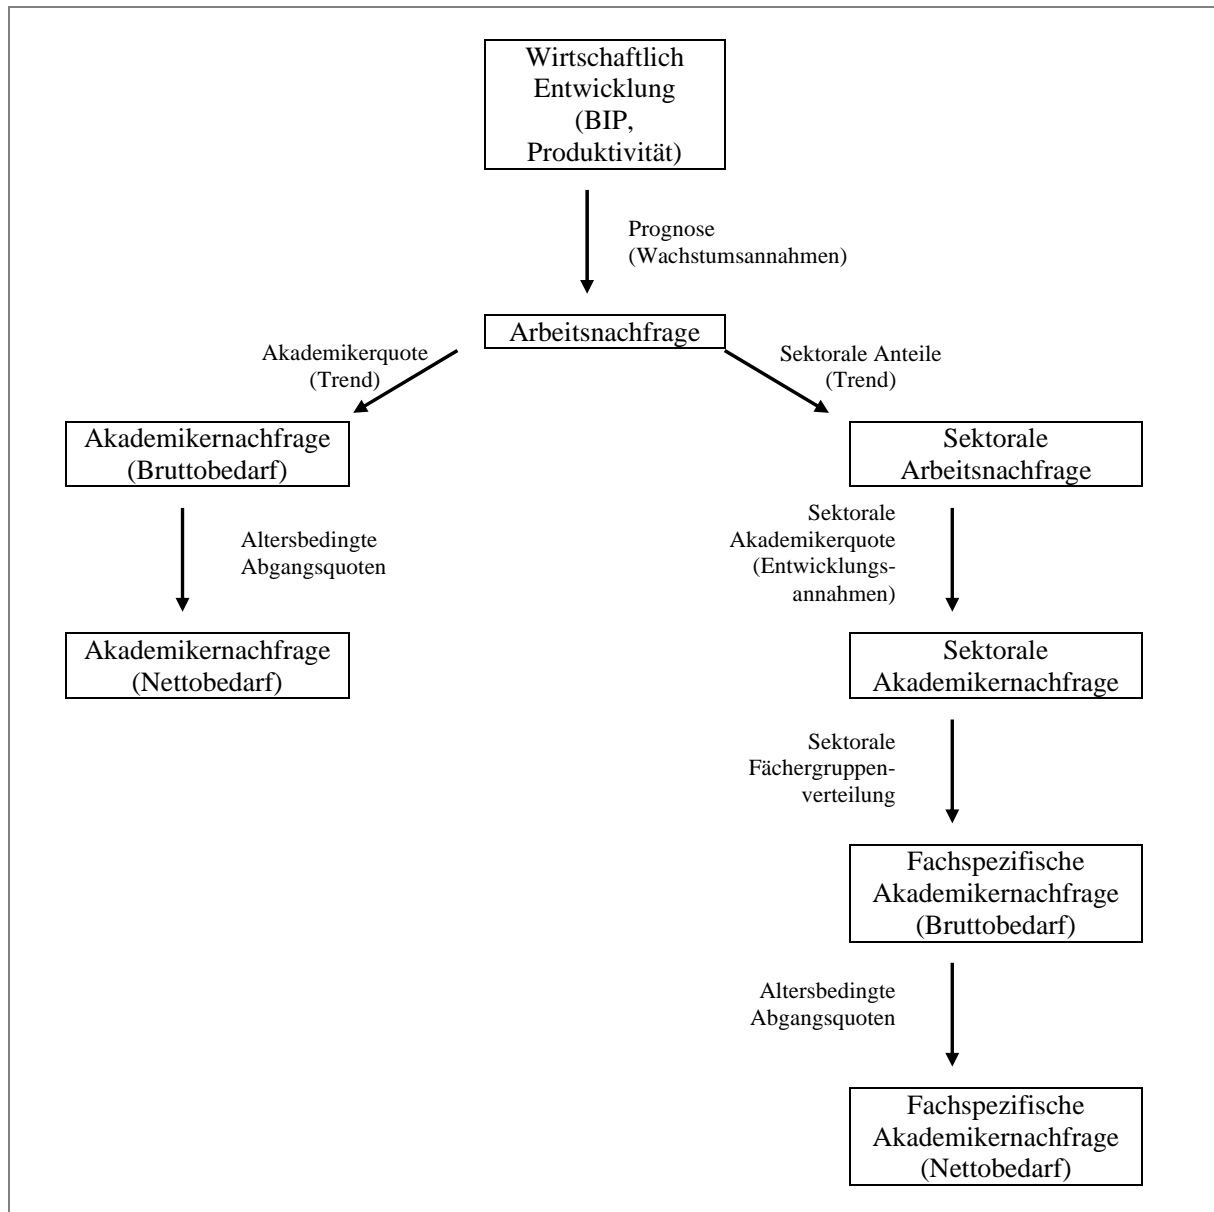 Wirtschaftlich
Entwicklung
(BIP,
Produktivität)
Prognose
(Wachstumsannahmen)
Arbeitsnachfrage
Akademikerquote
(Trend)
Sektorale Anteile
(Trend)
Akademikernachfrage
(Bruttobedarf)
Sektorale
Arbeitsnachfrage
Altersbedingte
Abgangsquoten
Sektorale
Akademikerquote
(Entwicklungs-
annahmen)
Akademikernachfrage
(Nettobedarf)
Sektorale
Akademikernachfrage
Sektorale
Fächergruppen-
verteilung
Fachspezifische
Akademikernachfrage
(Bruttobedarf)
Altersbedingte
Abgangsquoten
Fachspezifische
Akademikernachfrage
(Nettobedarf)